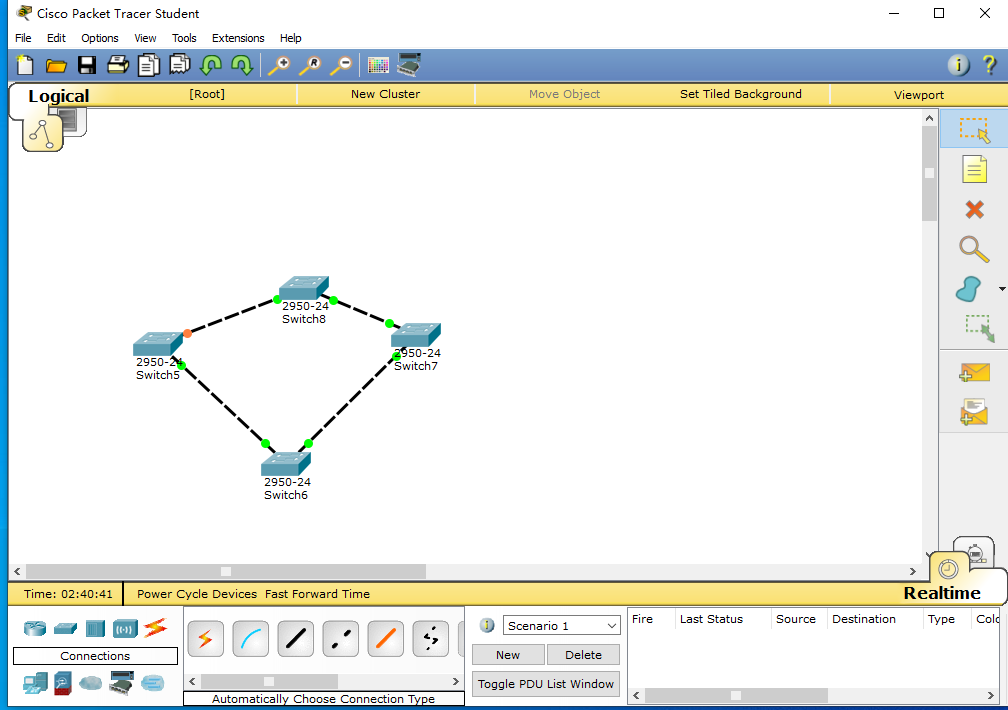 Cisco Packet Tracer Student
File Edit Options View Tools Extensions Help
Logical [Root] New Cluster Move Object Set Tiled Background Viewport
2950-24
Switch8
2950-24
Switch7
2950-24
Switch5
2950-24
Switch6
Time: 02:40:41 Power Cycle Devices Fast Forward Time Realtime
Scenario 1
Fire Last Status Source Destination Type Colo
Connections
New Delete
Toggle PDU List Window
Automatically Choose Connection Type